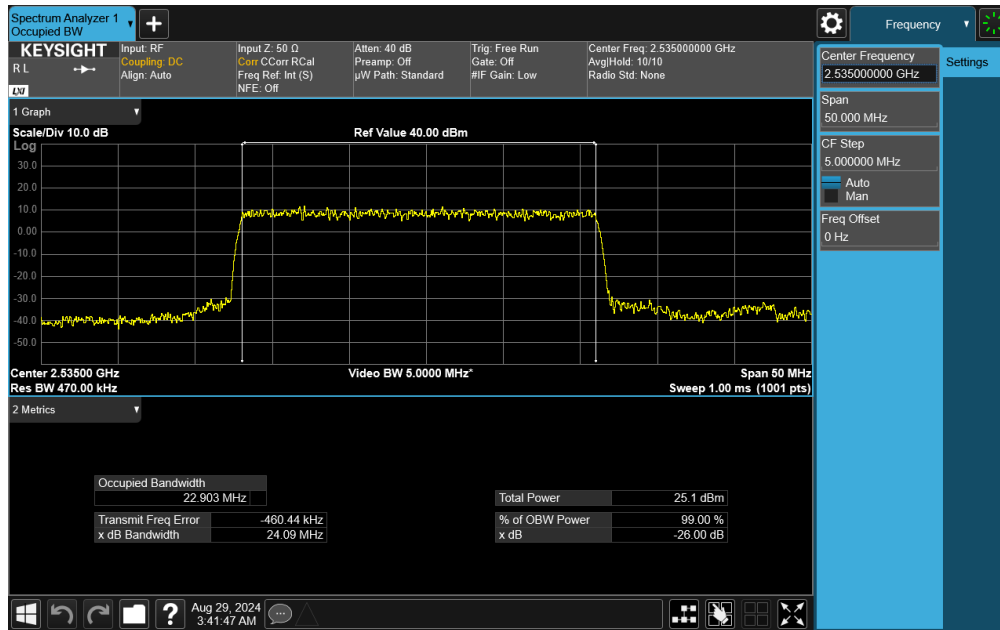 Spectrum Analyzer 1
Occupied BW
Frequency
KEYSIGHT
R L
LXI
Input: RF
Coupling: DC
Align: Auto
Input Z: 50 Ω
Corr CCorr RCal
Freq Ref: Int (S)
NFE: Off
Atten: 40 dB
Preamp: Off
µW Path: Standard
Trig: Free Run
Gate: Off
#IF Gain: Low
Center Freq: 2.535000000 GHz
Avg|Hold: 10/10
Radio Std: None
Center Frequency
2.535000000 GHz
Settings
Span
50.000 MHz
CF Step
5.000000 MHz
Auto
Man
Freq Offset
0 Hz
1 Graph
Scale/Div 10.0 dB
Ref Value 40.00 dBm
Log
30.0
20.0
10.0
0.00
-10.0
-20.0
-30.0
-40.0
-50.0
Center 2.53500 GHz
Video BW 5.0000 MHz*
Span 50 MHz
Res BW 470.00 kHz
Sweep 1.00 ms (1001 pts)
2 Metrics
Occupied Bandwidth
22.903 MHz
Total Power 25.1 dBm
Transmit Freq Error -460.44 kHz
% of OBW Power 99.00 %
x dB Bandwidth 24.09 MHz
x dB -26.00 dB
?
Aug 29, 2024
3:41:47 AM